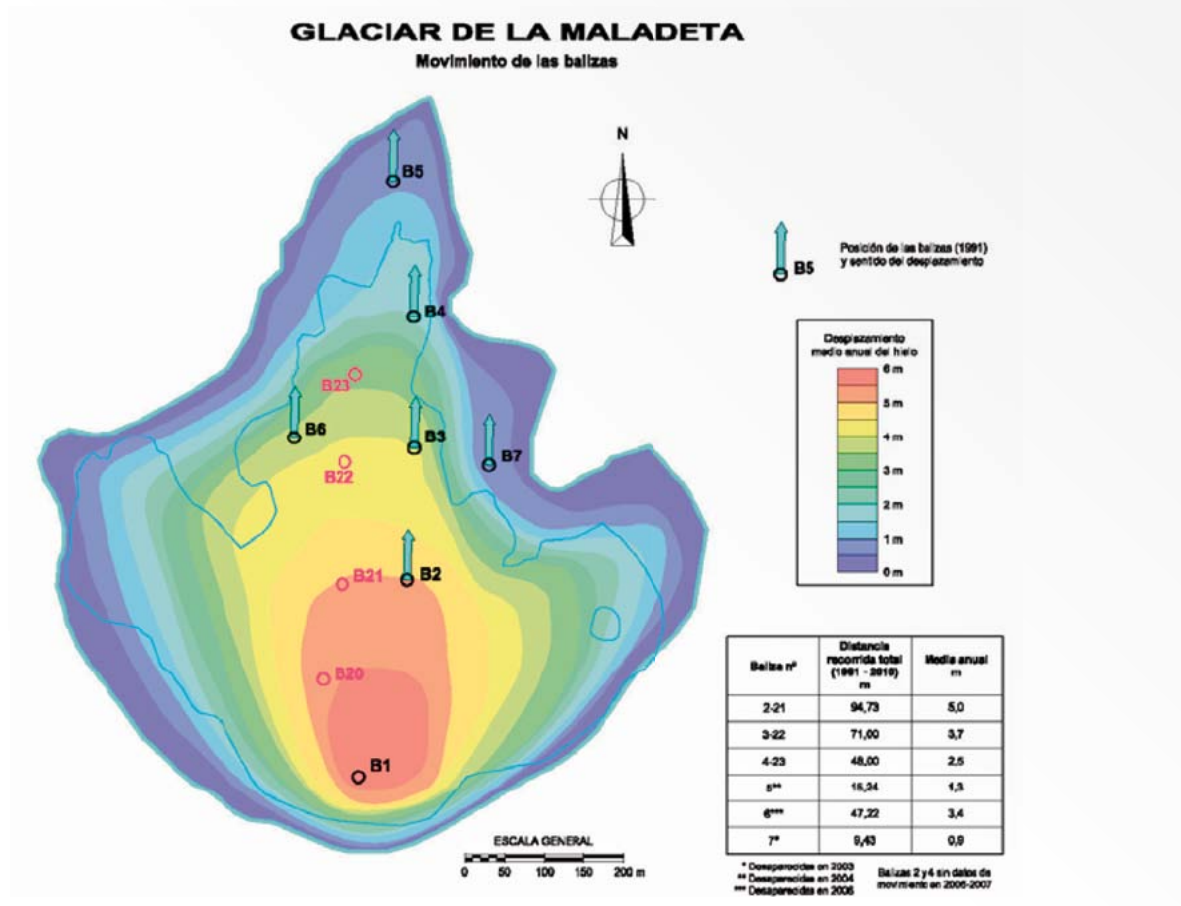 GLACIAR DE LA MALADETA
Movimiento de las balizas
N
B5
B5
Posición de las balizas (1991)
y sentido del desplazamiento
B4
Desplazamiento
medio anual del hielo
6 m
5 m
4 m
3 m
2 m
1 m
0 m
B23
B6
B3
B7
B22
B21
B2
B20
B1
Baliza nº
Distancia
recorrida total
(1991 - 2010)
m
Media anual
m
2-21 94,73 5,0
3-22 71,00 3,7
4-23 48,00 2,5
5** 15,24 1,3
6*** 47,22 3,4
7* 9,43 0,9
ESCALA GENERAL
0 50 100 200 m
* Desaparecidas en 2003
** Desaparecidas en 2004
*** Desaparecidas en 2006
Balizas 2 y 4 sin datos de
movimiento en 2006-2007